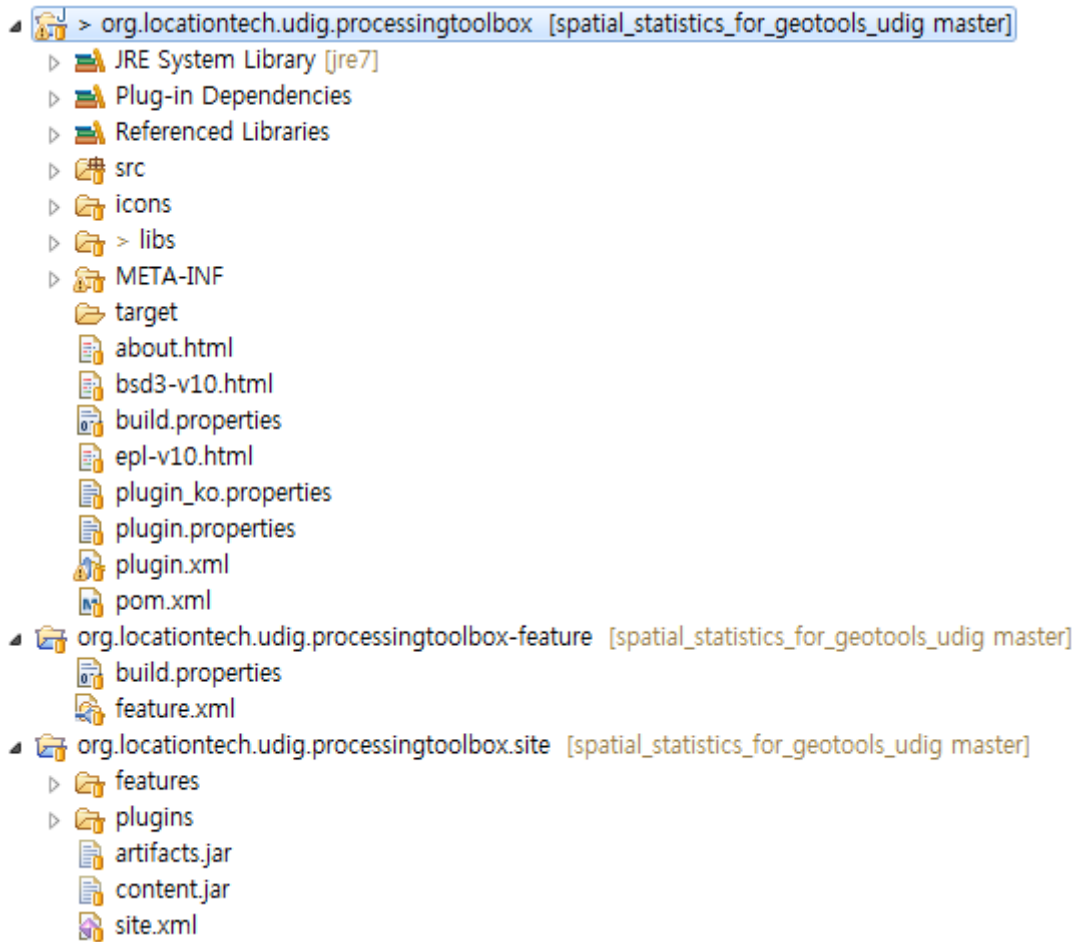 > org.locationtech.udig.processingtoolbox [spatial_statistics_for_geotools_udig master]
JRE System Library [jre7]
Plug-in Dependencies
Referenced Libraries
src
icons
> libs
META-INF
target
about.html
bsd3-v10.html
build.properties
epl-v10.html
plugin_ko.properties
plugin.properties
plugin.xml
pom.xml
org.locationtech.udig.processingtoolbox-feature [spatial_statistics_for_geotools_udig master]
build.properties
feature.xml
org.locationtech.udig.processingtoolbox.site [spatial_statistics_for_geotools_udig master]
features
plugins
artifacts.jar
content.jar
site.xml